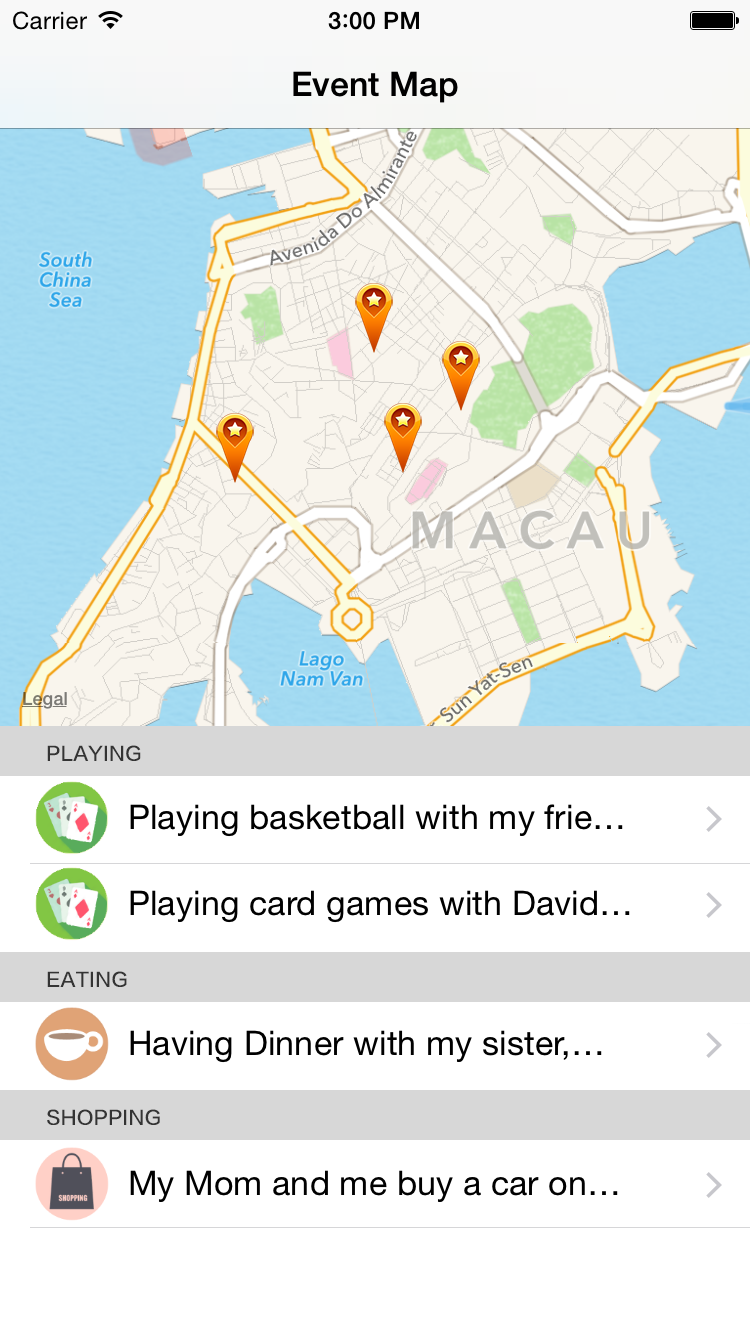 Carrier 3:00 PM
Event Map
Avenida Do Almirante
South
China
Sea
MACAU
Lago
Nam Van
Sun Yat-Sen
Legal
PLAYING
Playing basketball with my frie...
Playing card games with David...
EATING
Having Dinner with my sister,...
SHOPPING
SHOPPING
My Mom and me buy a car on...